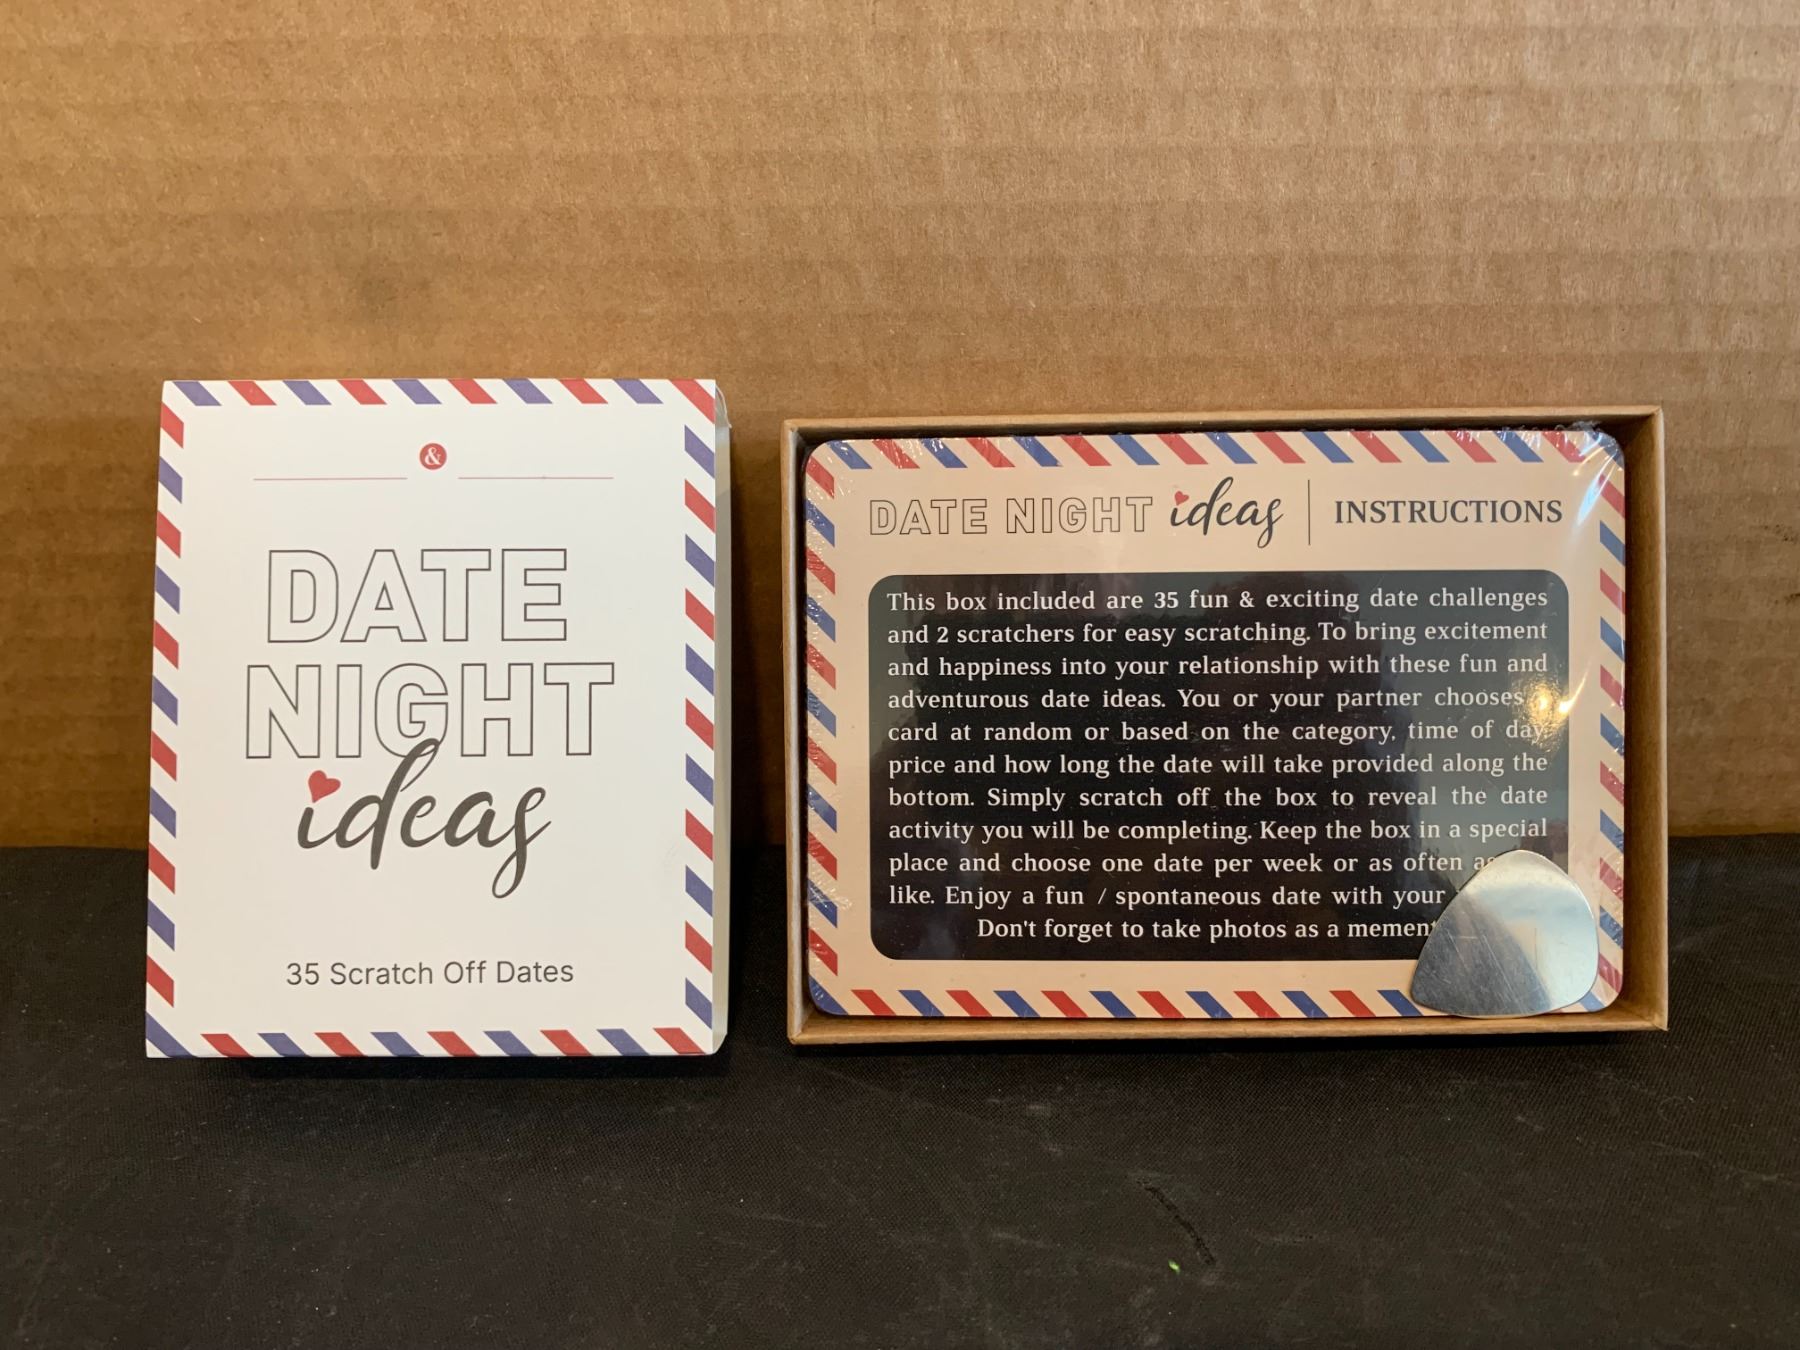 &
DATE
NIGHT
ideas
35 Scratch Off Dates
DATE NIGHT ideas | INSTRUCTIONS
This box included are 35 fun & exciting date challenges
and 2 scratchers for easy scratching. To bring excitement
and happiness into your relationship with these fun and
adventurous date ideas. You or your partner chooses
card at random or based on the category, time of day
price and how long the date will take provided along the
bottom. Simply scratch off the box to reveal the date
activity you will be completing. Keep the box in a special
place and choose one date per week or as often as
like. Enjoy a fun / spontaneous date with your
Don't forget to take photos as a